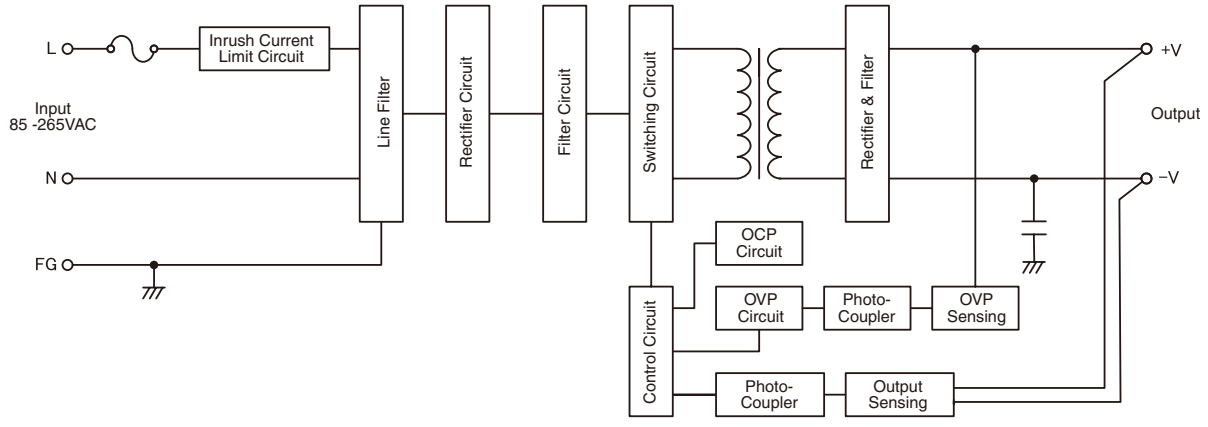 L
Inrush Current
Limit Circuit
Input
85 -265VAC
N
FG
Line Filter
Rectifier Circuit
Filter Circuit
Switching Circuit
Rectifier & Filter
+V
Output
−V
OCP
Circuit
Control Circuit
OVP
Circuit
Photo-
Coupler
OVP
Sensing
Photo-
Coupler
Output
Sensing